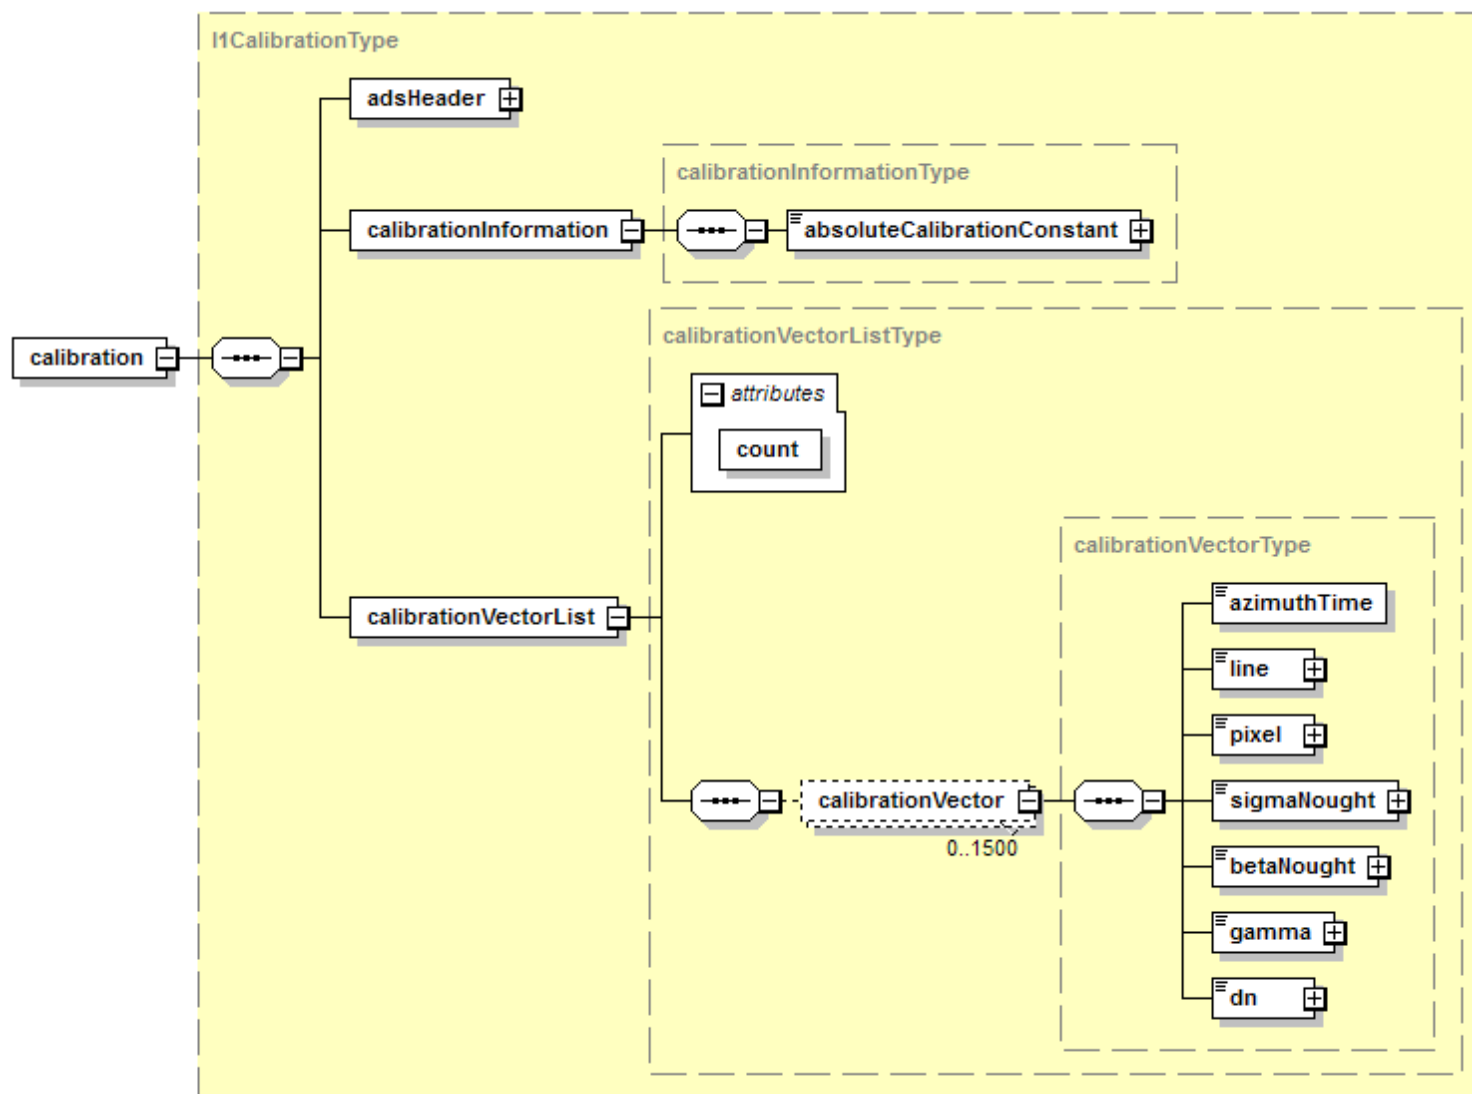 l1CalibrationType
adsHeader
calibrationInformationType
calibrationInformation
absoluteCalibrationConstant
calibrationVectorListType
calibration
attributes
count
calibrationVectorType
azimuthTime
calibrationVectorList
line
pixel
calibrationVector
sigmaNought
0..1500
betaNought
gamma
dn